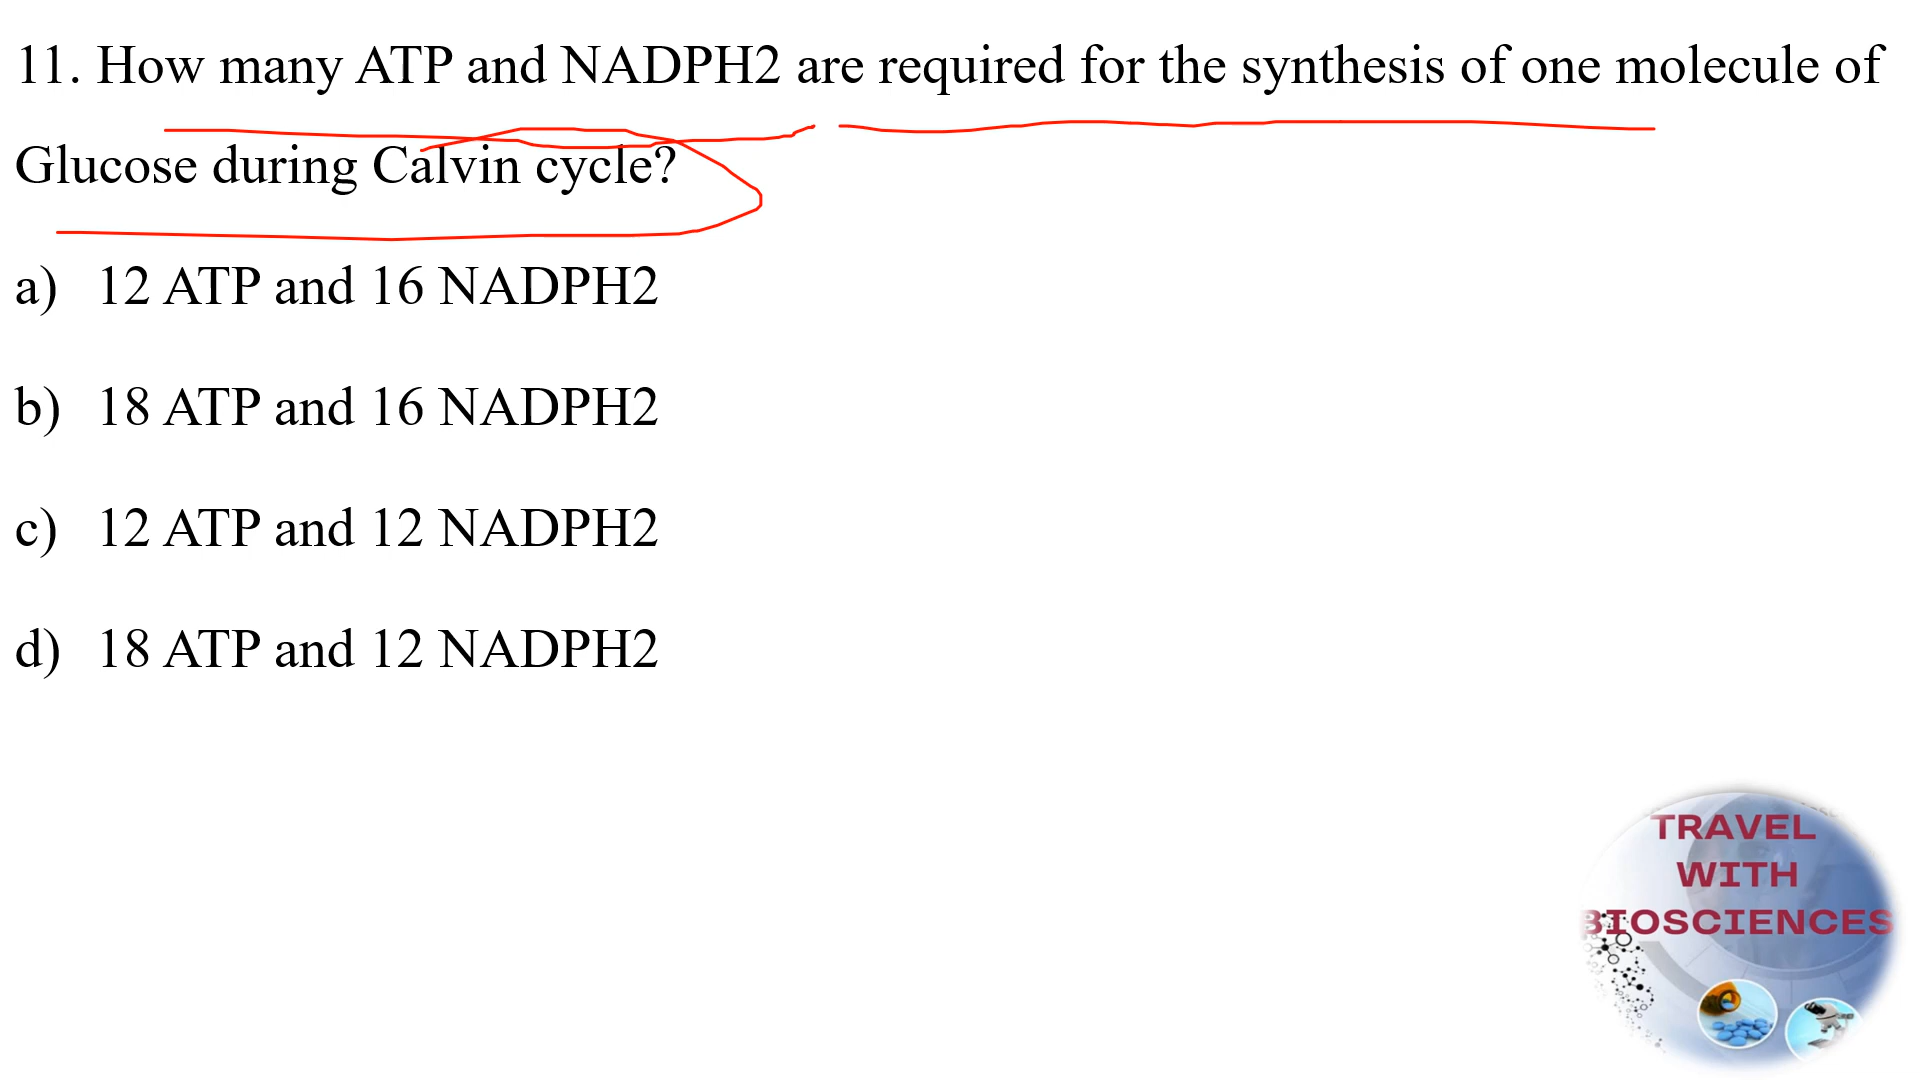 11. How many ATP and NADPH2 are required for the synthesis of one molecule of
Glucose during Calvin cycle?
a) 12 ATP and 16 NADPH2
b) 18 ATP and 16 NADPH2
c) 12 ATP and 12 NADPH2
d) 18 ATP and 12 NADPH2
TRAVEL
WITH
BIOSCIENCES